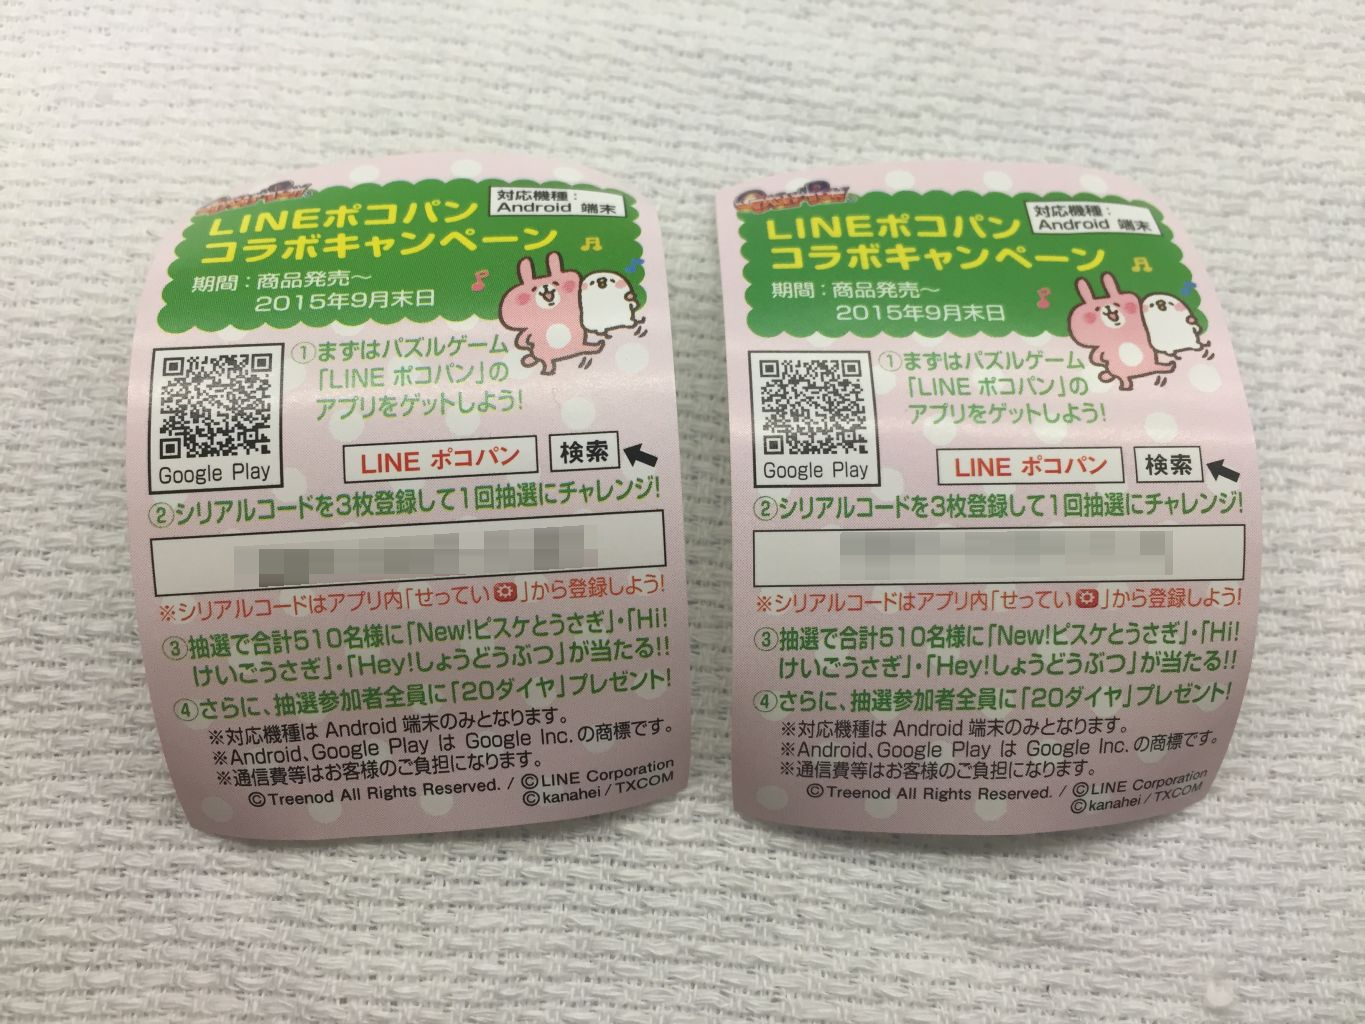 LINEポコパン
コラボキャンペーン
対応機種：
Android 端末
期間：商品発売～
2015年9月末日
①まずはパズルゲーム
「LINE ポコパン」の
アプリをゲットしよう!
Google Play
LINE ポコパン
検索
②シリアルコードを3枚登録して1回抽選にチャレンジ!
※シリアルコードはアプリ内「せってい」から登録しよう!
③抽選で合計510名様に「New!ピスケとうさぎ」・「Hi!
けいごうさぎ」・「Hey!しょうどうぶつ」が当たる!!
④さらに、抽選参加者全員に「20ダイヤ」プレゼント!
※対応機種は Android 端末のみとなります。
※Android、Google Play は Google Inc. の商標です。
※通信費等はお客様のご負担になります。
©Treenod All Rights Reserved. / ©LINE Corporation
©kanahei / TXCOM
LINEポコパン
コラボキャンペーン
対応機種：
Android 端末
期間：商品発売～
2015年9月末日
①まずはパズルゲーム
「LINE ポコパン」の
アプリをゲットしよう!
Google Play
LINE ポコパン
検索
②シリアルコードを3枚登録して1回抽選にチャレンジ!
※シリアルコードはアプリ内「せってい」から登録しよう!
③抽選で合計510名様に「New!ピスケとうさぎ」・「Hi!
けいごうさぎ」・「Hey!しょうどうぶつ」が当たる!!
④さらに、抽選参加者全員に「20ダイヤ」プレゼント!
※対応機種は Android 端末のみとなります。
※Android、Google Play は Google Inc. の商標です。
※通信費等はお客様のご負担になります。
©Treenod All Rights Reserved. / ©LINE Corporation
©kanahei / TXCOM